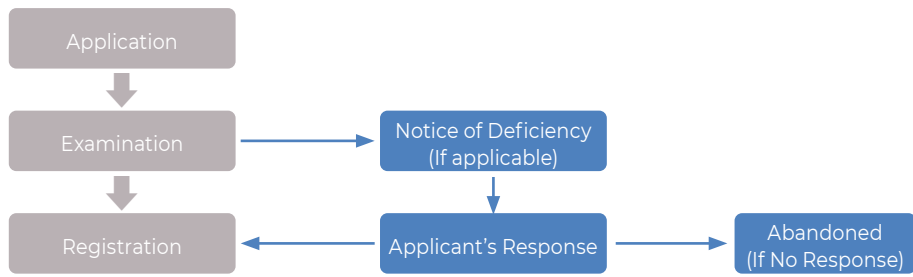 Application
Examination
Notice of Deficiency
(If applicable)
Registration
Applicant’s Response
Abandoned
(If No Response)